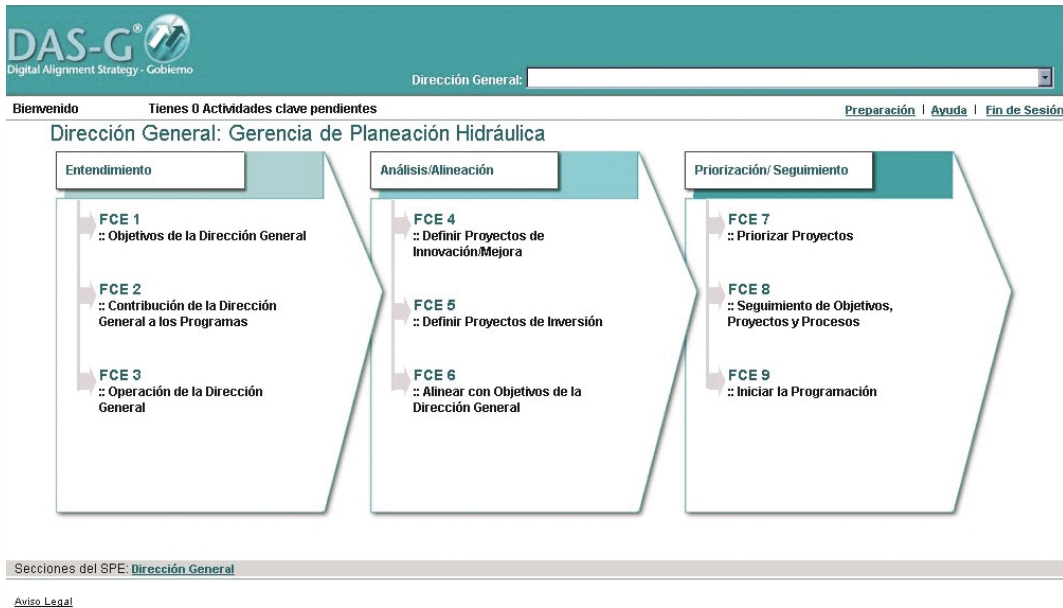 DAS-G®
Digital Alignment Strategy - Gobierno
Dirección General:
Bienvenido Tienes 0 Actividades clave pendientes Preparación | Ayuda | Fin de Sesión
Dirección General: Gerencia de Planeación Hidráulica
Entendimiento
FCE 1
:: Objetivos de la Dirección General
FCE 2
:: Contribución de la Dirección
General a los Programas
FCE 3
:: Operación de la Dirección
General
Análisis/Alineación
FCE 4
:: Definir Proyectos de
Innovación/Mejora
FCE 5
:: Definir Proyectos de Inversión
FCE 6
:: Alinear con Objetivos de la
Dirección General
Priorización/ Seguimiento
FCE 7
:: Priorizar Proyectos
FCE 8
:: Seguimiento de Objetivos,
Proyectos y Procesos
FCE 9
:: Iniciar la Programación
Secciones del SPE: Dirección General
Aviso Legal